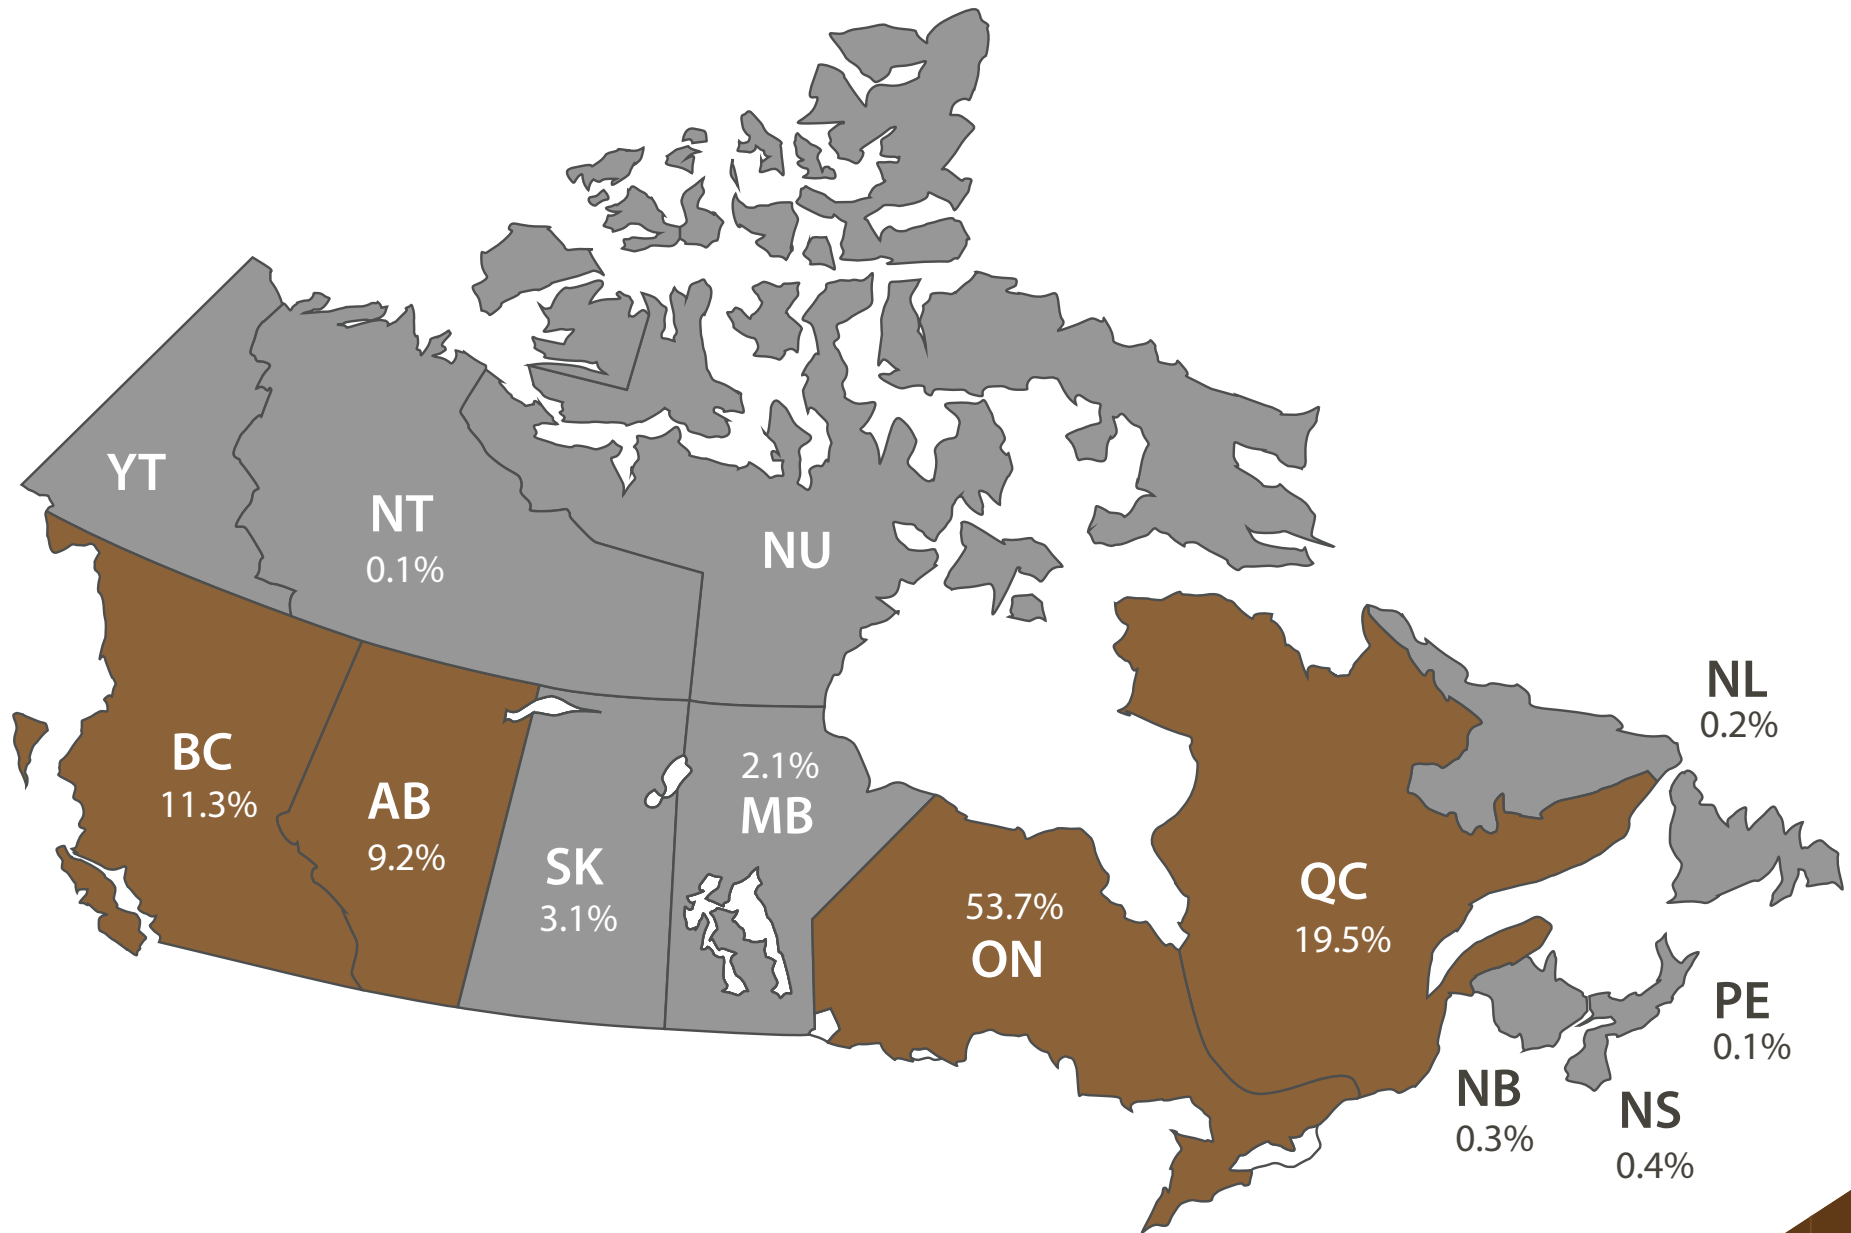 YT
NT
0.1%
NU
BC
11.3%
AB
9.2%
SK
3.1%
2.1%
MB
53.7%
ON
QC
19.5%
NL
0.2%
PE
0.1%
NB
0.3%
NS
0.4%